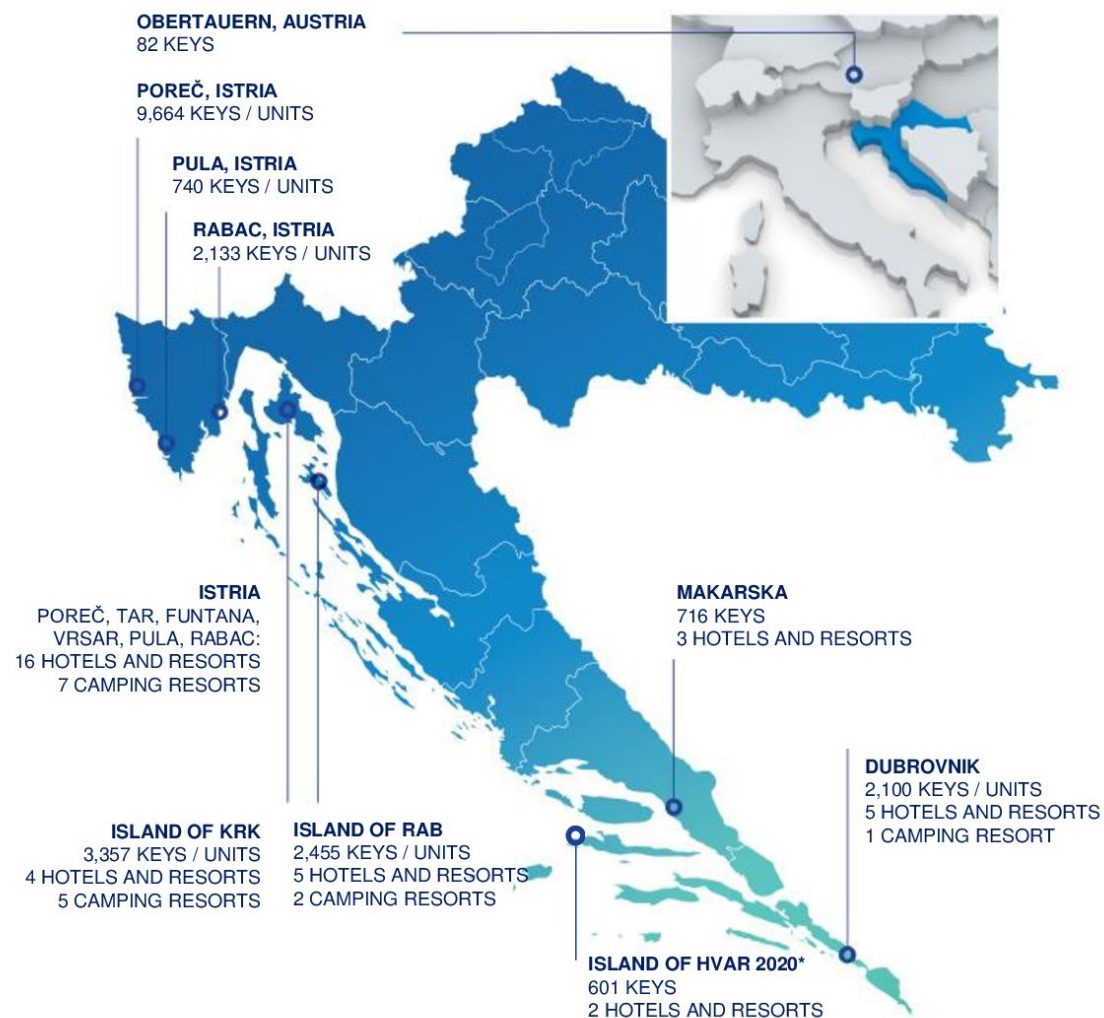 OBERTAUERN, AUSTRIA
82 KEYS
POREČ, ISTRIA
9,664 KEYS / UNITS
PULA, ISTRIA
740 KEYS / UNITS
RABAC, ISTRIA
2,133 KEYS / UNITS
ISTRIA
POREČ, TAR, FUNTANA,
VRSAR, PULA, RABAC:
16 HOTELS AND RESORTS
7 CAMPING RESORTS
MAKARSKA
716 KEYS
3 HOTELS AND RESORTS
DUBROVNIK
2,100 KEYS / UNITS
5 HOTELS AND RESORTS
1 CAMPING RESORT
ISLAND OF KRK
3,357 KEYS / UNITS
4 HOTELS AND RESORTS
5 CAMPING RESORTS
ISLAND OF RAB
2,455 KEYS / UNITS
5 HOTELS AND RESORTS
2 CAMPING RESORTS
ISLAND OF HVAR 2020*
601 KEYS
2 HOTELS AND RESORTS